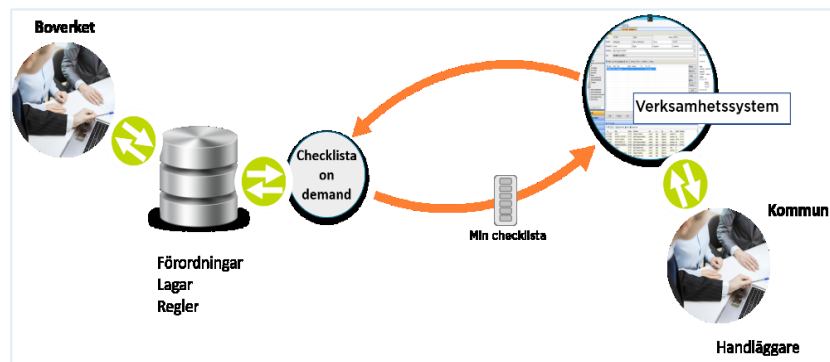 Boverket
Verksamhetssystem
Checklista
on
demand
Min checklista
Kommun
Förordningar
Lagar
Regler
Handläggare